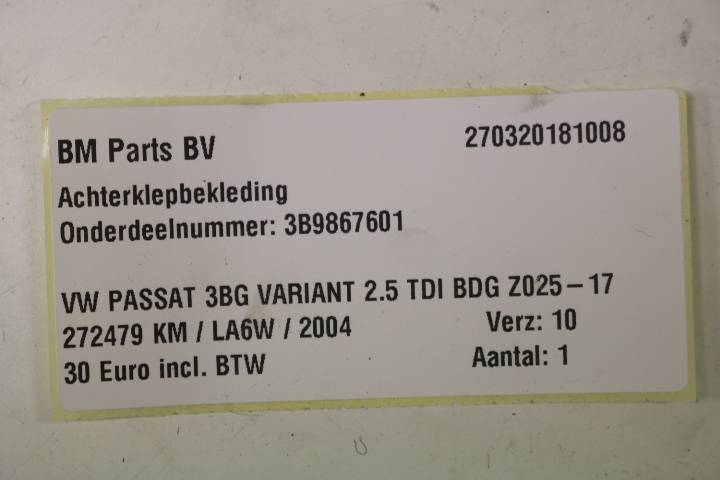 BM Parts BV 270320181008
Achterklepbekleding
Onderdeelnummer: 3B9867601
VW PASSAT 3BG VARIANT 2.5 TDI BDG Z025-17
272479 KM / LA6W / 2004 Verz: 10
30 Euro incl. BTW Aantal: 1